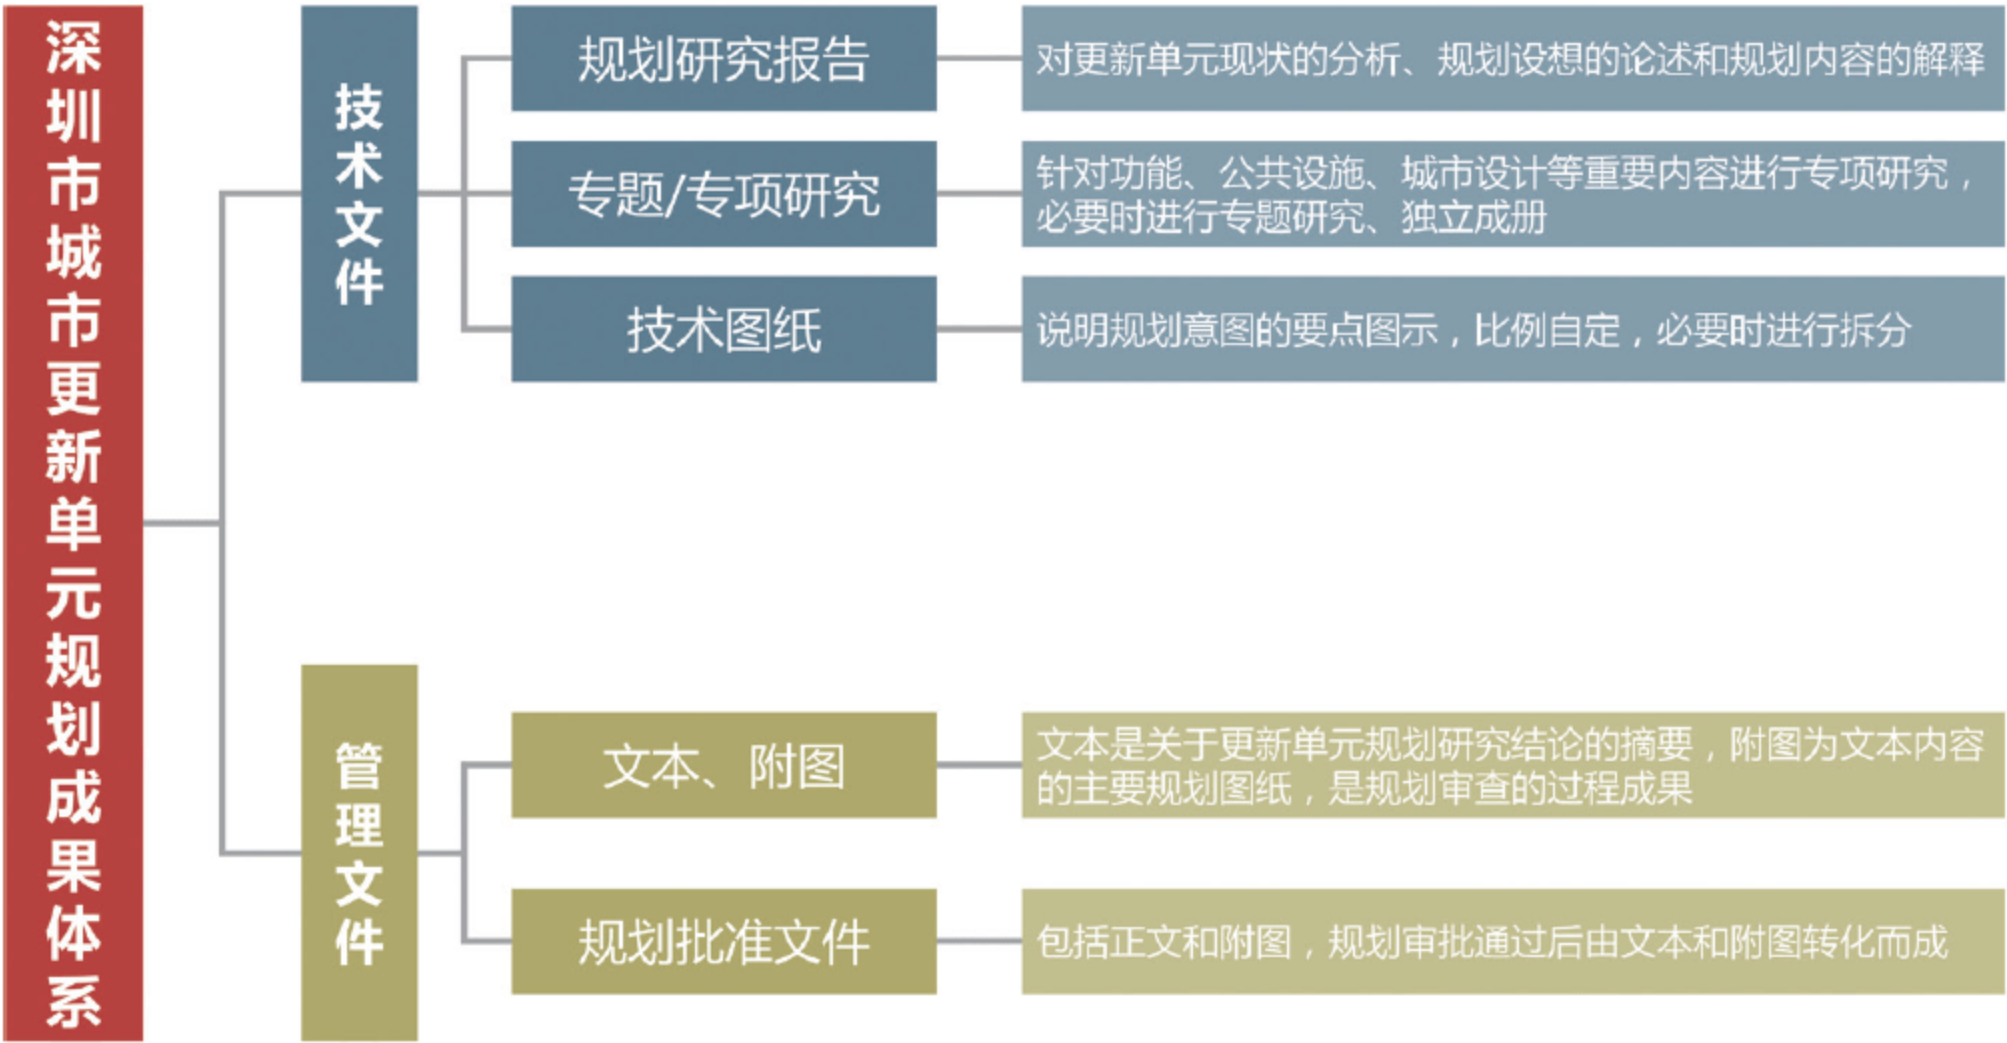 深圳市城市更新单元规划成果体系
技术文件
规划研究报告
对更新单元现状的分析、规划设想的论述和规划内容的解释
专题/专项研究
针对功能、公共设施、城市设计等重要内容进行专项研究，
必要时进行专题研究、独立成册
技术图纸
说明规划意图的要点图示，比例自定，必要时进行拆分
管理文件
文本、附图
文本是关于更新单元规划研究结论的摘要，附图为文本内容
的主要规划图纸，是规划审查的过程成果
规划批准文件
包括正文和附图，规划审批通过后由文本和附图转化而成